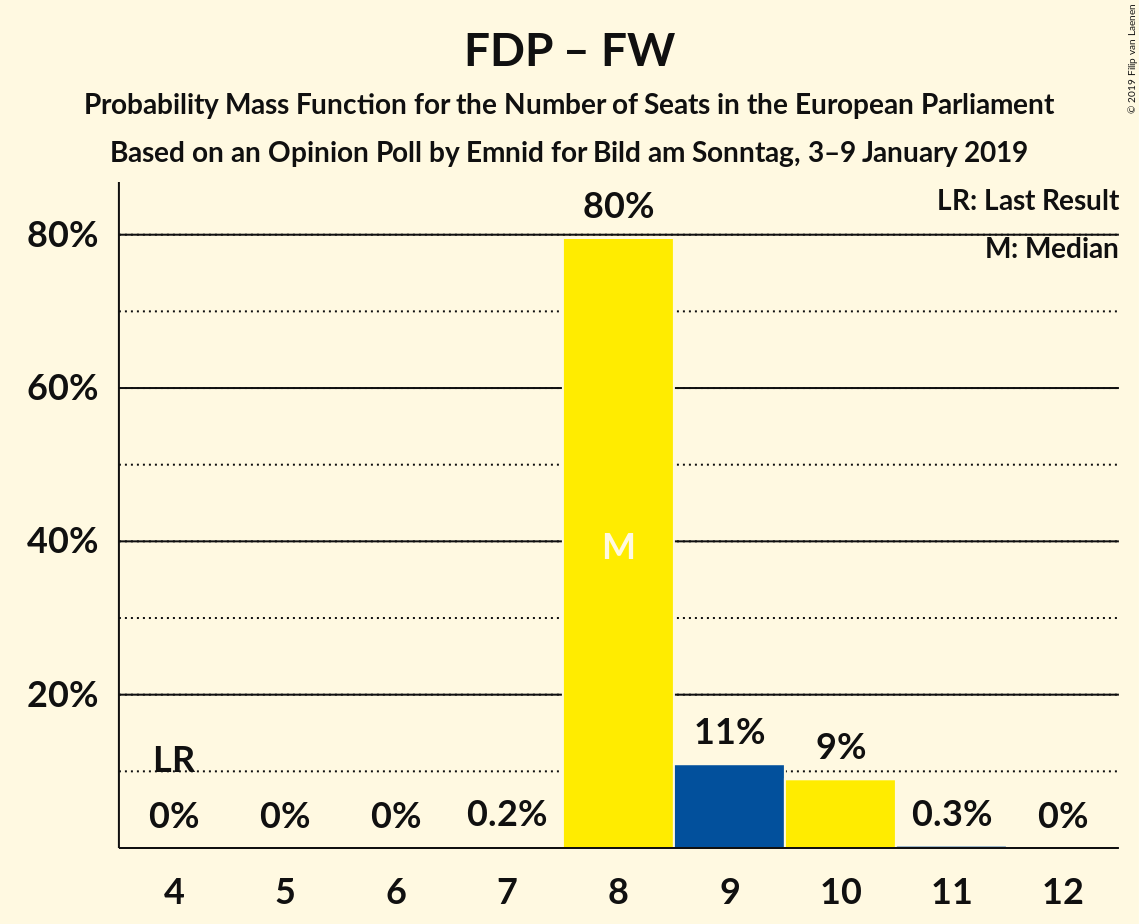 FDP – FW
Probability Mass Function for the Number of Seats in the European Parliament
Based on an Opinion Poll by Emnid for Bild am Sonntag, 3–9 January 2019
© 2019 Filip van Laenen
LR: Last Result
M: Median
80%
60%
40%
20%
LR
0%
0%
0%
0.2%
80%
M
11%
9%
0.3%
0%
4 5 6 7 8 9 10 11 12